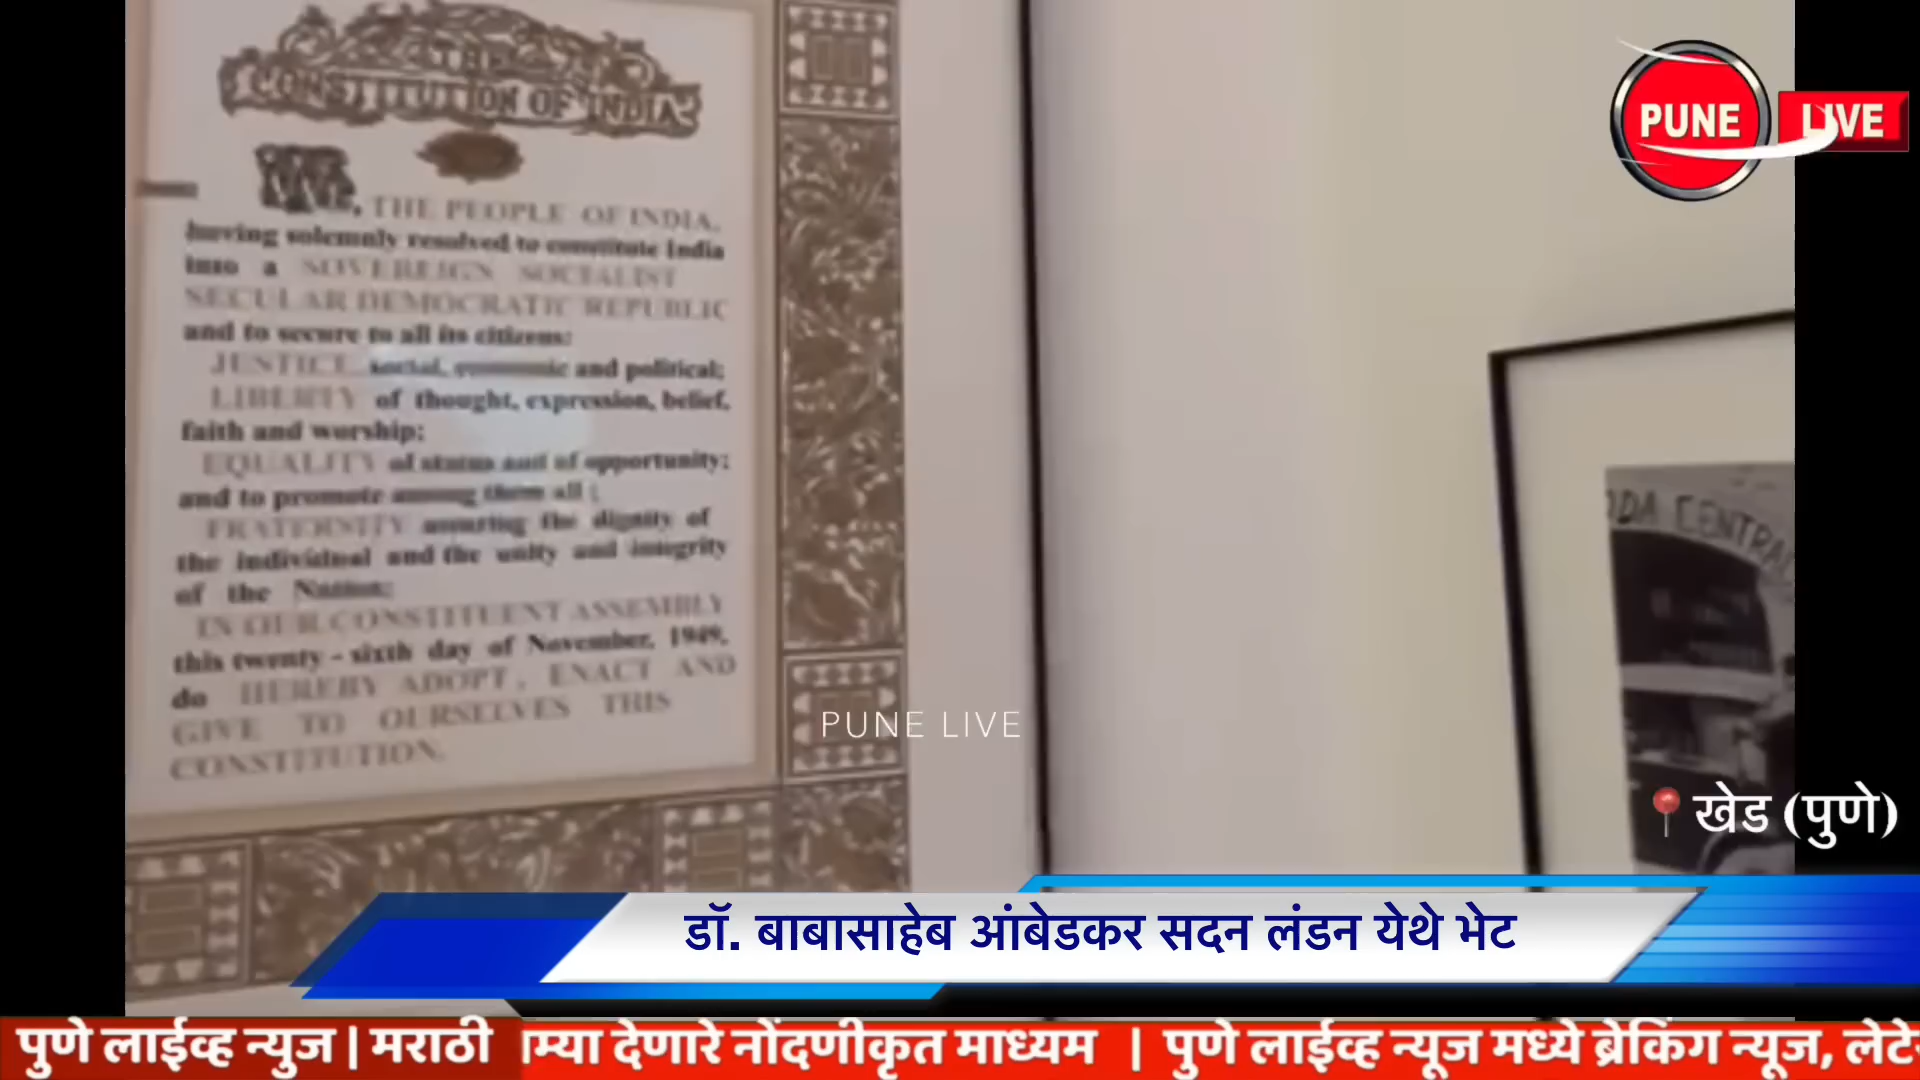 THE
CONSTITUTION OF INDIA
WE, THE PEOPLE OF INDIA,
having solemnly resolved to constitute India
into a SOVEREIGN SOCIALIST
SECULAR DEMOCRATIC REPUBLIC
and to secure to all its citizens:
JUSTICE, social, economic and political;
LIBERTY of thought, expression, belief,
faith and worship;
EQUALITY of status and of opportunity;
and to promote among them all ;
FRATERNITY assuring the dignity of
the individual and the unity and integrity
of the Nation;
IN OUR CONSTITUENT ASSEMBLY
this twenty - sixth day of November, 1949,
do HEREBY ADOPT, ENACT AND
GIVE TO OURSELVES THIS
CONSTITUTION.
PUNE LIVE
ODA CENTRAL
PUNE LIVE
खेड (पुणे)
डॉ. बाबासाहेब आंबेडकर सदन लंडन येथे भेट
पुणे लाईव्ह न्युज | मराठी म्या देणारे नोंदणीकृत माध्यम | पुणे लाईव्ह न्यूज मध्ये ब्रेकिंग न्यूज, लेटे